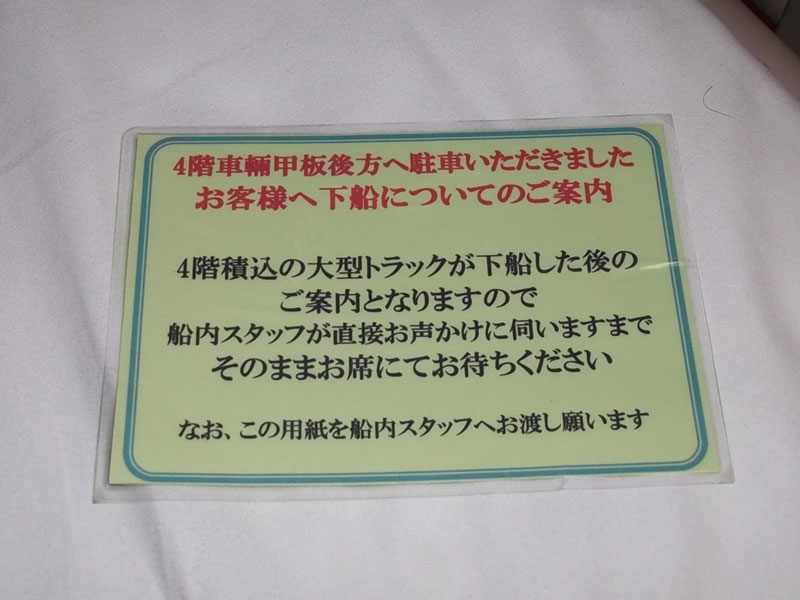 4階車輛甲板後方へ駐車いただきました
お客様へ下船についてのご案内
4階積込の大型トラックが下船した後の
ご案内となりますので
船内スタッフが直接お声かけに伺いますまで
そのままお席にてお待ちください
なお、この用紙を船内スタッフへお渡し願います